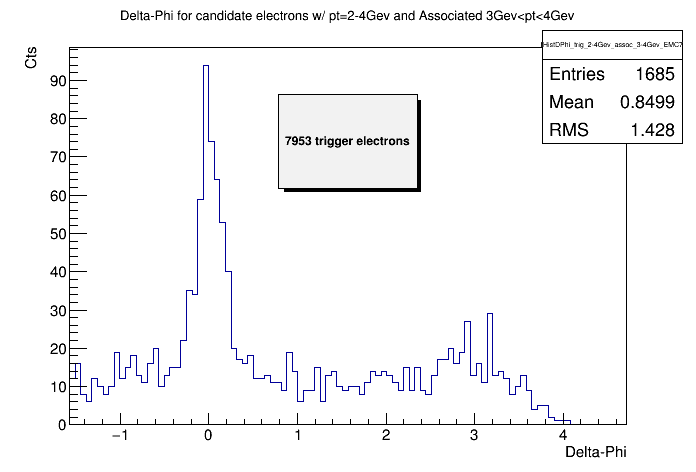 Delta-Phi for candidate electrons w/ pt=2-4Gev and Associated 3Gev<pt<4Gev
HistDPhi_trig_2-4Gev_assoc_3-4Gev_EMC7
Entries 1685
Mean 0.8499
RMS 1.428
Cts
7953 trigger electrons
90
80
70
60
50
40
30
20
10
0
−1 0 1 2 3 4
Delta-Phi